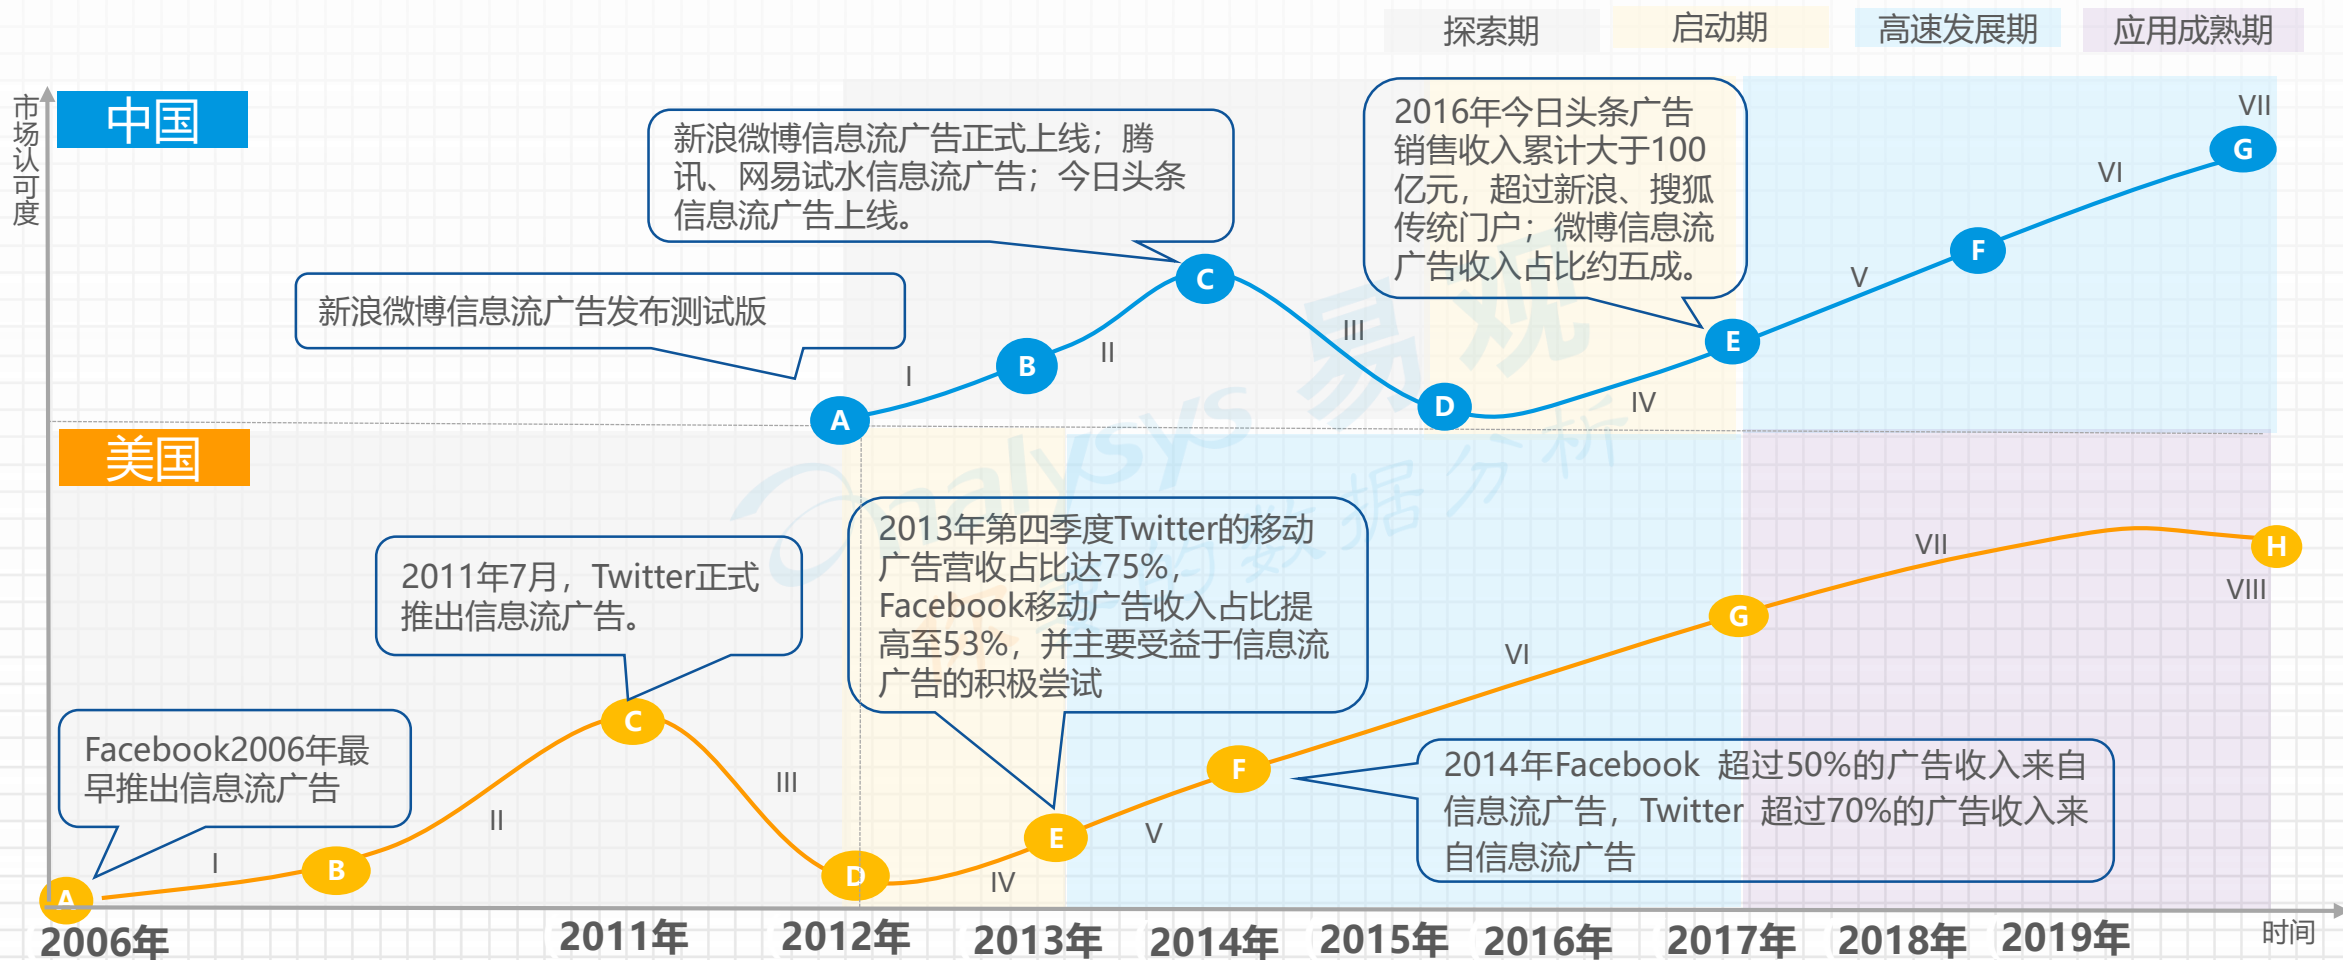 探索期
启动期
高速发展期
应用成熟期
市场认可度
中国
新浪微博信息流广告发布测试版
新浪微博信息流广告正式上线；腾
讯、网易试水信息流广告；今日头条
信息流广告上线。
2016年今日头条广告
销售收入累计大于100
亿元，超过新浪、搜狐
传统门户；微博信息流
广告收入占比约五成。
A
I
B
II
C
III
D
IV
E
V
F
VI
G
VII
美国
Facebook2006年最
早推出信息流广告
2011年7月，Twitter正式
推出信息流广告。
2013年第四季度Twitter的移动
广告营收占比达75%，
Facebook移动广告收入占比提
高至53%，并主要受益于信息流
广告的积极尝试
2014年Facebook 超过50%的广告收入来自
信息流广告，Twitter 超过70%的广告收入来
自信息流广告
A
I
B
II
C
III
D
IV
E
V
F
VI
G
VII
H
VIII
2006年
2011年
2012年
2013年
2014年
2015年
2016年
2017年
2018年
2019年
时间
nalysys 易观
你要的数据分析